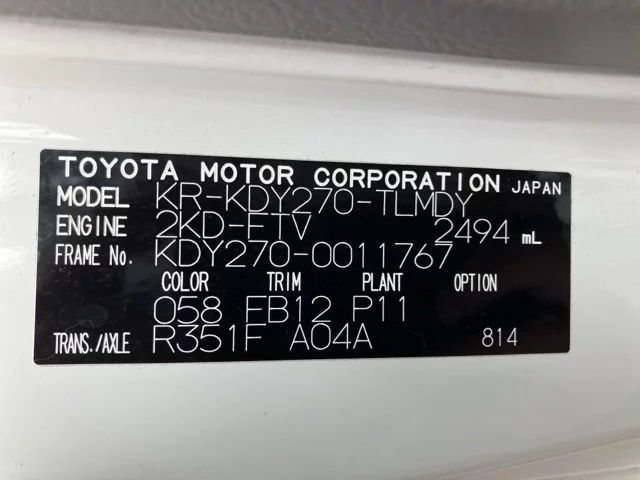 TOYOTA MOTOR CORPORATION JAPAN
MODEL KR-KDY270-TLMDY
ENGINE 2KD-FTV 2494 mL
FRAME No. KDY270-0011767
COLOR TRIM PLANT OPTION
058 FB12 P11
TRANS./AXLE R351F A04A 814